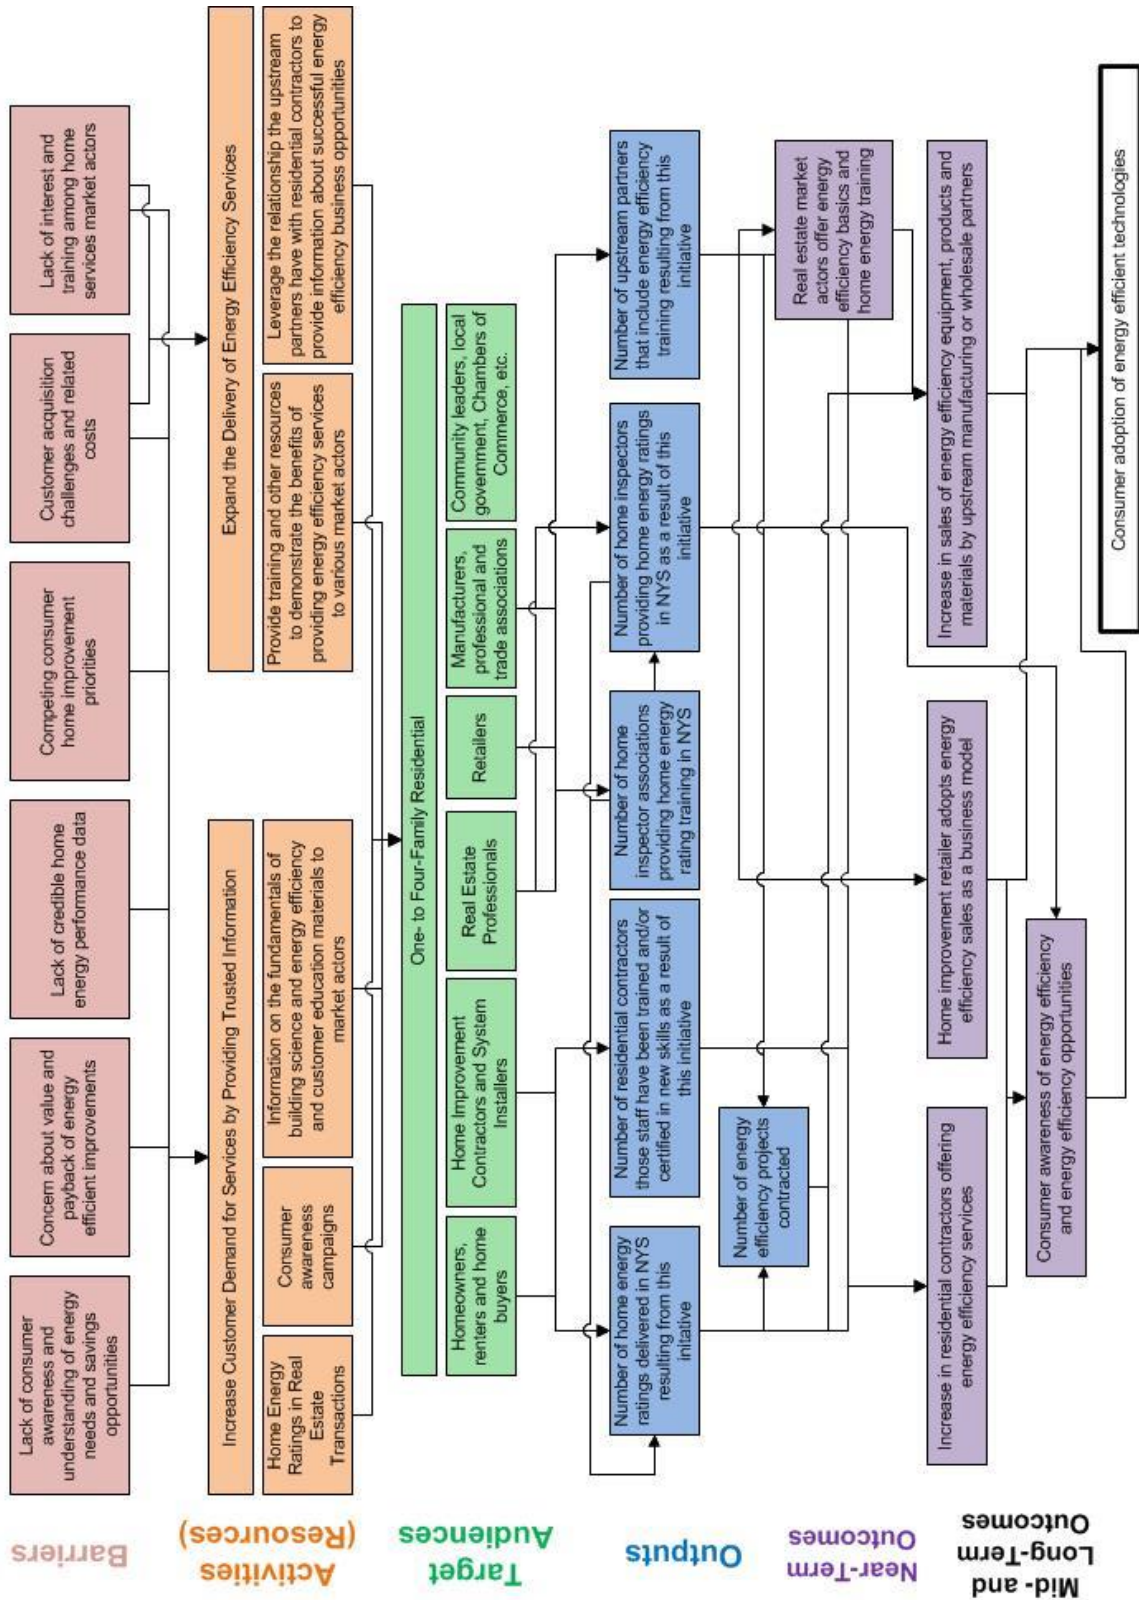 Barriers
Lack of consumer
awareness and
understanding of energy
needs and savings
opportunities
Concern about value and
payback of energy
efficient improvements
Lack of credible home
energy performance data
Competing consumer
home improvement
priorities
Customer acquisition
challenges and related
costs
Lack of interest and
training among home
services market actors
Activities
(Resources)
Increase Customer Demand for Services by Providing Trusted Information
Expand the Delivery of Energy Efficiency Services
Home Energy
Ratings in Real
Estate
Transactions
Consumer
awareness
campaigns
Information on the fundamentals of
building science and energy efficiency
and customer education materials to
market actors
Provide training and other resources
to demonstrate the benefits of
providing energy efficiency services
to various market actors
Leverage the relationship the upstream
partners have with residential contractors to
provide information about successful energy
efficiency business opportunities
Target
Audiences
One- to Four-Family Residential
Homeowners,
renters and home
buyers
Home Improvement
Contractors and System
Installers
Real Estate
Professionals
Retailers
Manufacturers,
professional and
trade associations
Community leaders, local
government, Chambers of
Commerce, etc.
Outputs
Number of home energy
ratings delivered in NYS
resulting from this
initative
Number of residential contractors
those staff have been trained and/or
certified in new skills as a result of
this initiative
Number of home
inspector associations
providing home energy
rating training in NYS
Number of home inspectors
providing home energy ratings
in NYS as a result of this
initiative
Number of upstream partners
that include energy efficiency
training resulting from this
initiative
Number of energy
efficiency projects
contracted
Near-Term
Outcomes
Real estate market
actors offer energy
efficiency basics and
home energy training
Mid- and
Long-Term
Outcomes
Increase in residential contractors offering
energy efficiency services
Home improvement retailer adopts energy
efficiency sales as a business model
Increase in sales of energy efficiency equipment, products and
materials by upstream manufacturing or wholesale partners
Consumer awareness of energy efficiency
and energy efficiency opportunities
Consumer adoption of energy efficient technologies